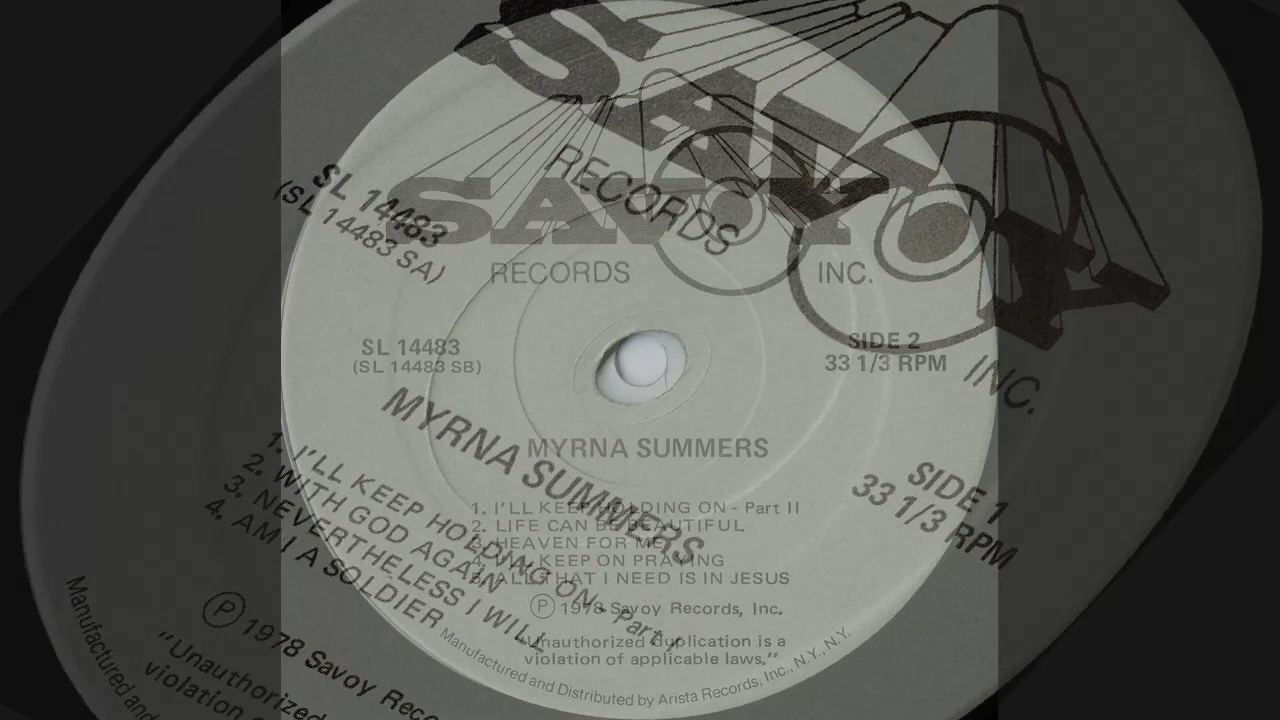 SAVOY
RECORDS
INC.
SL 14483
(SL 14483 SA)
MYRNA SUMMERS
SIDE 1
33 1/3 RPM
1. I'LL KEEP HOLDING ON - Part I
2. WITH GOD AGAIN
3. NEVERTHELESS I WILL
4. AM I A SOLDIER
Ⓟ 1978 Savoy
"Unauthorized
violation
Manufactured and
SAVOY
RECORDS INC.
SL 14483
(SL 14483 SB)
SIDE 2
33 1/3 RPM
MYRNA SUMMERS
1. I'LL KEEP HOLDING ON - Part II
2. LIFE CAN BE BEAUTIFUL
3. HEAVEN FOR ME
KEEP ON PRAYING
5. ALL THAT I NEED IS IN JESUS
Ⓟ 1978 Savoy Records, Inc.
"Unauthorized duplication is a
violation of applicable laws."
Manufactured and Distributed by Arista Records, Inc., N.Y., N.Y.